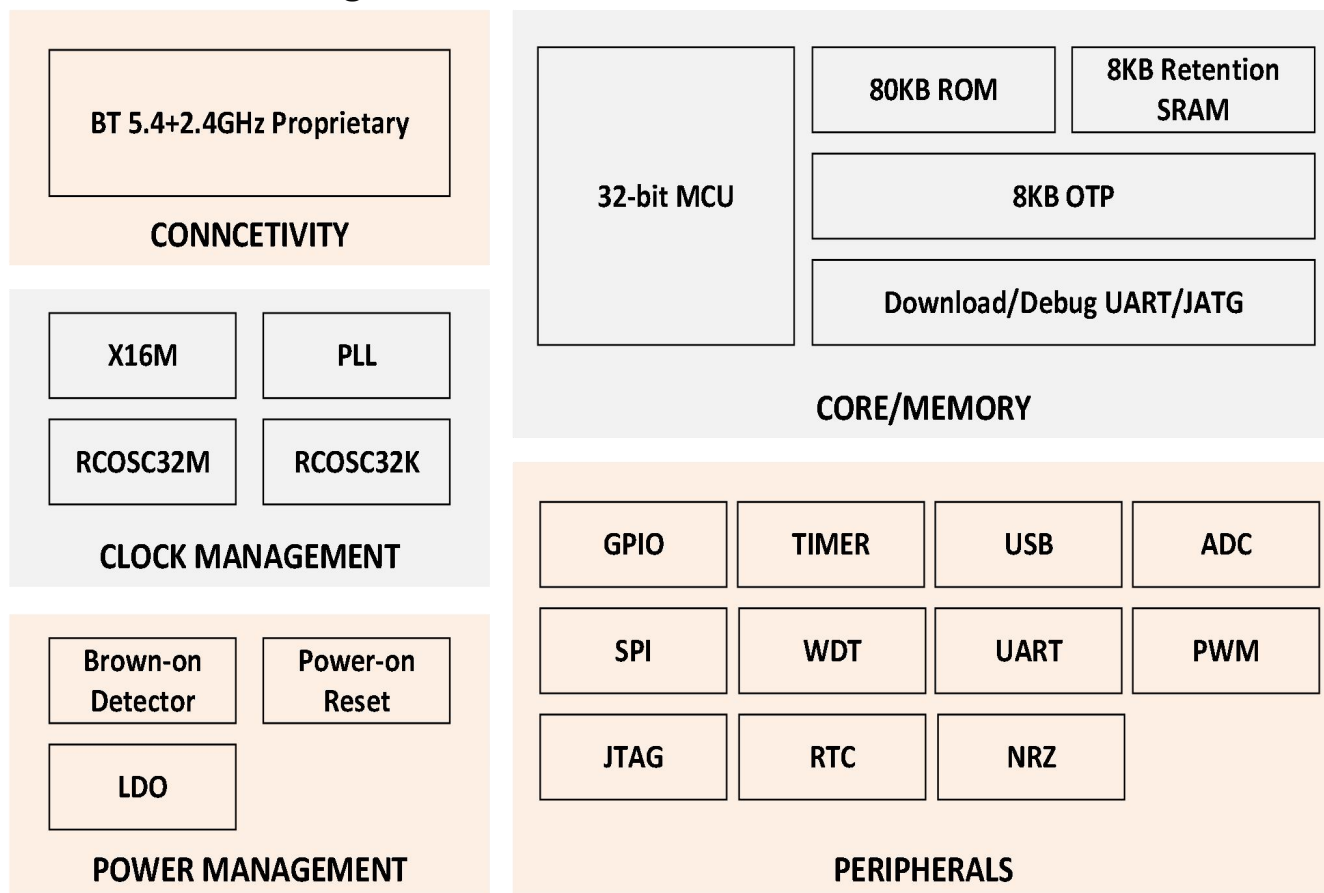 BT 5.4+2.4GHz Proprietary
CONNCETIVITY
X16M
PLL
RCOSC32M
RCOSC32K
CLOCK MANAGEMENT
Brown-on
Detector
Power-on
Reset
LDO
POWER MANAGEMENT
32-bit MCU
80KB ROM
8KB Retention
SRAM
8KB OTP
Download/Debug UART/JATG
CORE/MEMORY
GPIO
TIMER
USB
ADC
SPI
WDT
UART
PWM
JTAG
RTC
NRZ
PERIPHERALS